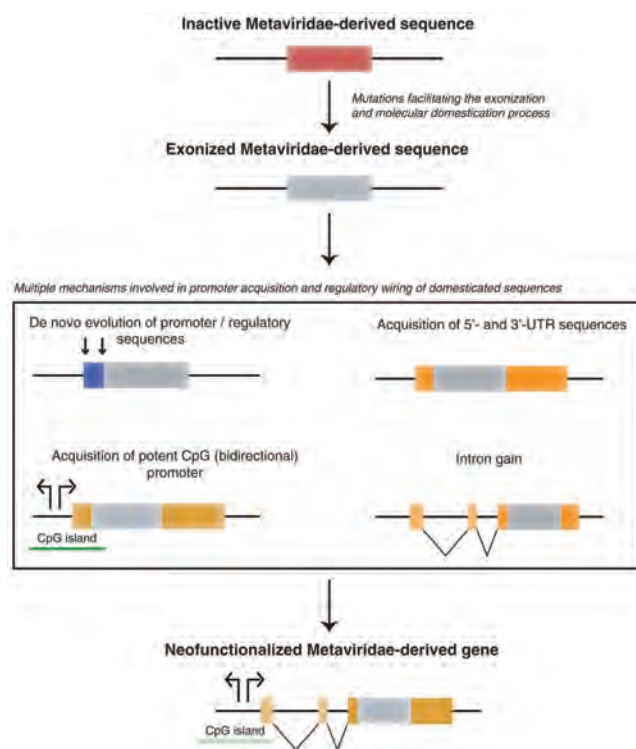 Inactive Metaviridae-derived sequence
Mutations facilitating the exonization
and molecular domestication process
Exonized Metaviridae-derived sequence
Multiple mechanisms involved in promoter acquisition and regulatory wiring of domesticated sequences
De novo evolution of promoter / regulatory
sequences
Acquisition of 5'- and 3'-UTR sequences
Acquisition of potent CpG (bidirectional)
promoter
Intron gain
CpG island
Neofunctionalized Metaviridae-derived gene
CpG island